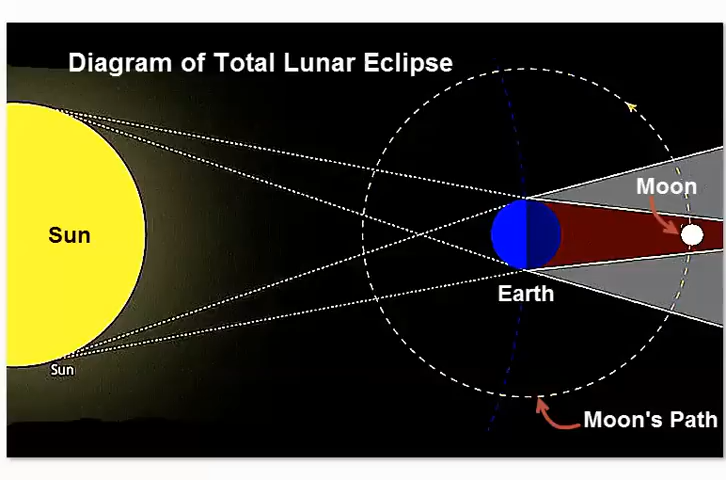 Diagram of Total Lunar Eclipse
Moon
Sun
Earth
Sun
Moon's Path